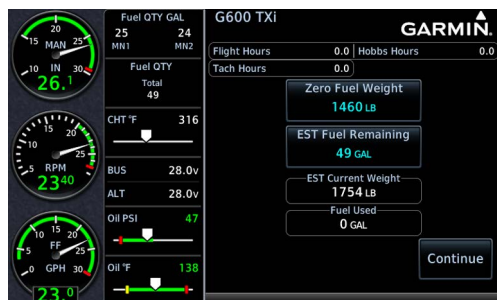 20
15 MAN 25
10 IN 30
26.1
15 20
25
5
RPM
2340
15 20
10 25
5 FF 30
0 GPH
23.0
Fuel QTY GAL
25 24
MN1 MN2
Fuel QTY
Total
49
CHT °F 316
BUS 28.0v
ALT 28.0v
Oil PSI 47
Oil °F 138
G600 TXi
GARMIN.
Flight Hours 0.0 Hobbs Hours 0.0
Tach Hours 0.0
Zero Fuel Weight
1460 LB
EST Fuel Remaining
49 GAL
EST Current Weight
1754 LB
Fuel Used
0 GAL
Continue